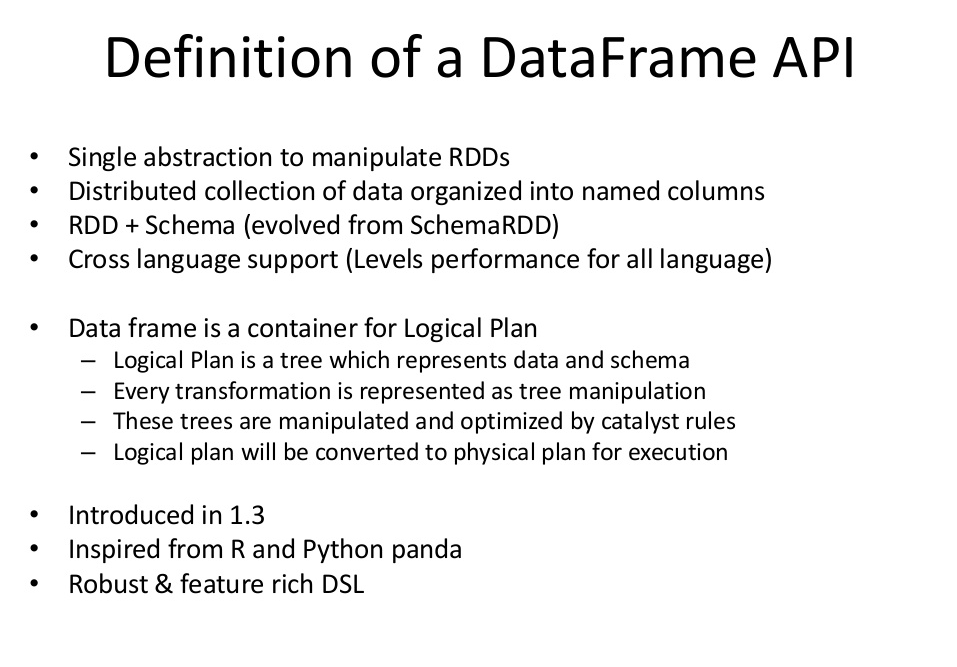 Definition of a DataFrame API
• Single abstraction to manipulate RDDs
• Distributed collection of data organized into named columns
• RDD + Schema (evolved from SchemaRDD)
• Cross language support (Levels performance for all language)
• Data frame is a container for Logical Plan
– Logical Plan is a tree which represents data and schema
– Every transformation is represented as tree manipulation
– These trees are manipulated and optimized by catalyst rules
– Logical plan will be converted to physical plan for execution
• Introduced in 1.3
• Inspired from R and Python panda
• Robust & feature rich DSL